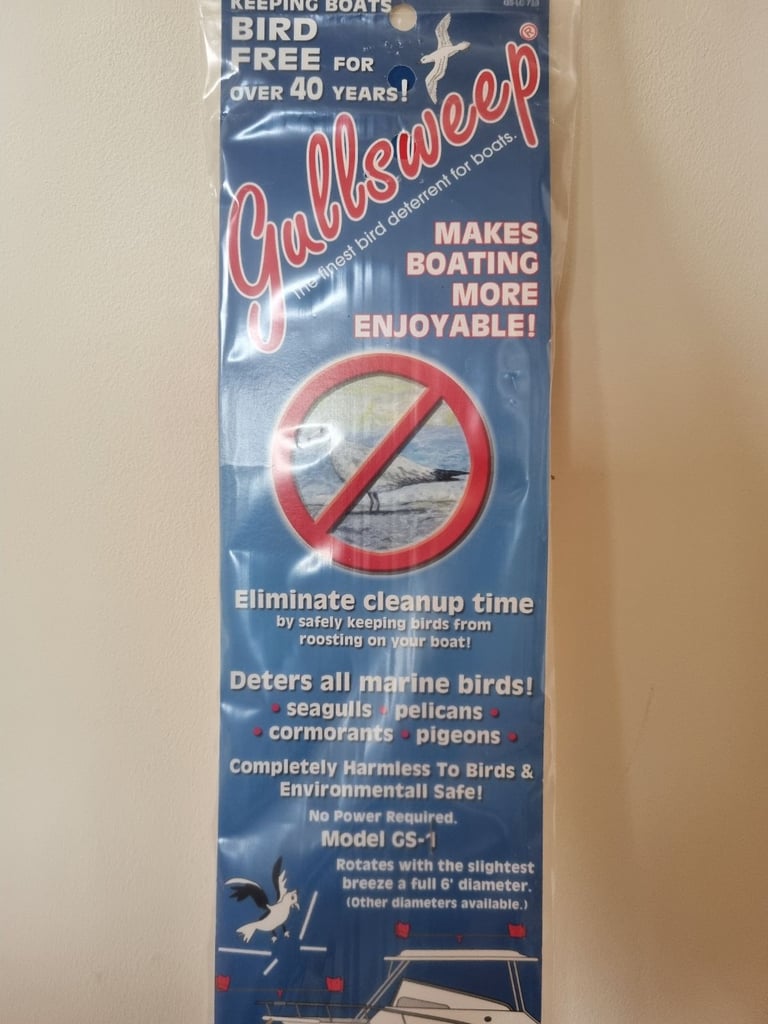 KEEPING BOATS
BIRD
FREE FOR
OVER 40 YEARS!
Gullsweep®
The finest bird deterrent for boats.
MAKES
BOATING
MORE
ENJOYABLE!
Eliminate cleanup time
by safely keeping birds from
roosting on your boat!
Deters all marine birds!
• seagulls • pelicans •
• cormorants • pigeons •
Completely Harmless To Birds &
Environmentall Safe!
No Power Required.
Model GS-1
Rotates with the slightest
breeze a full 6' diameter.
(Other diameters available.)